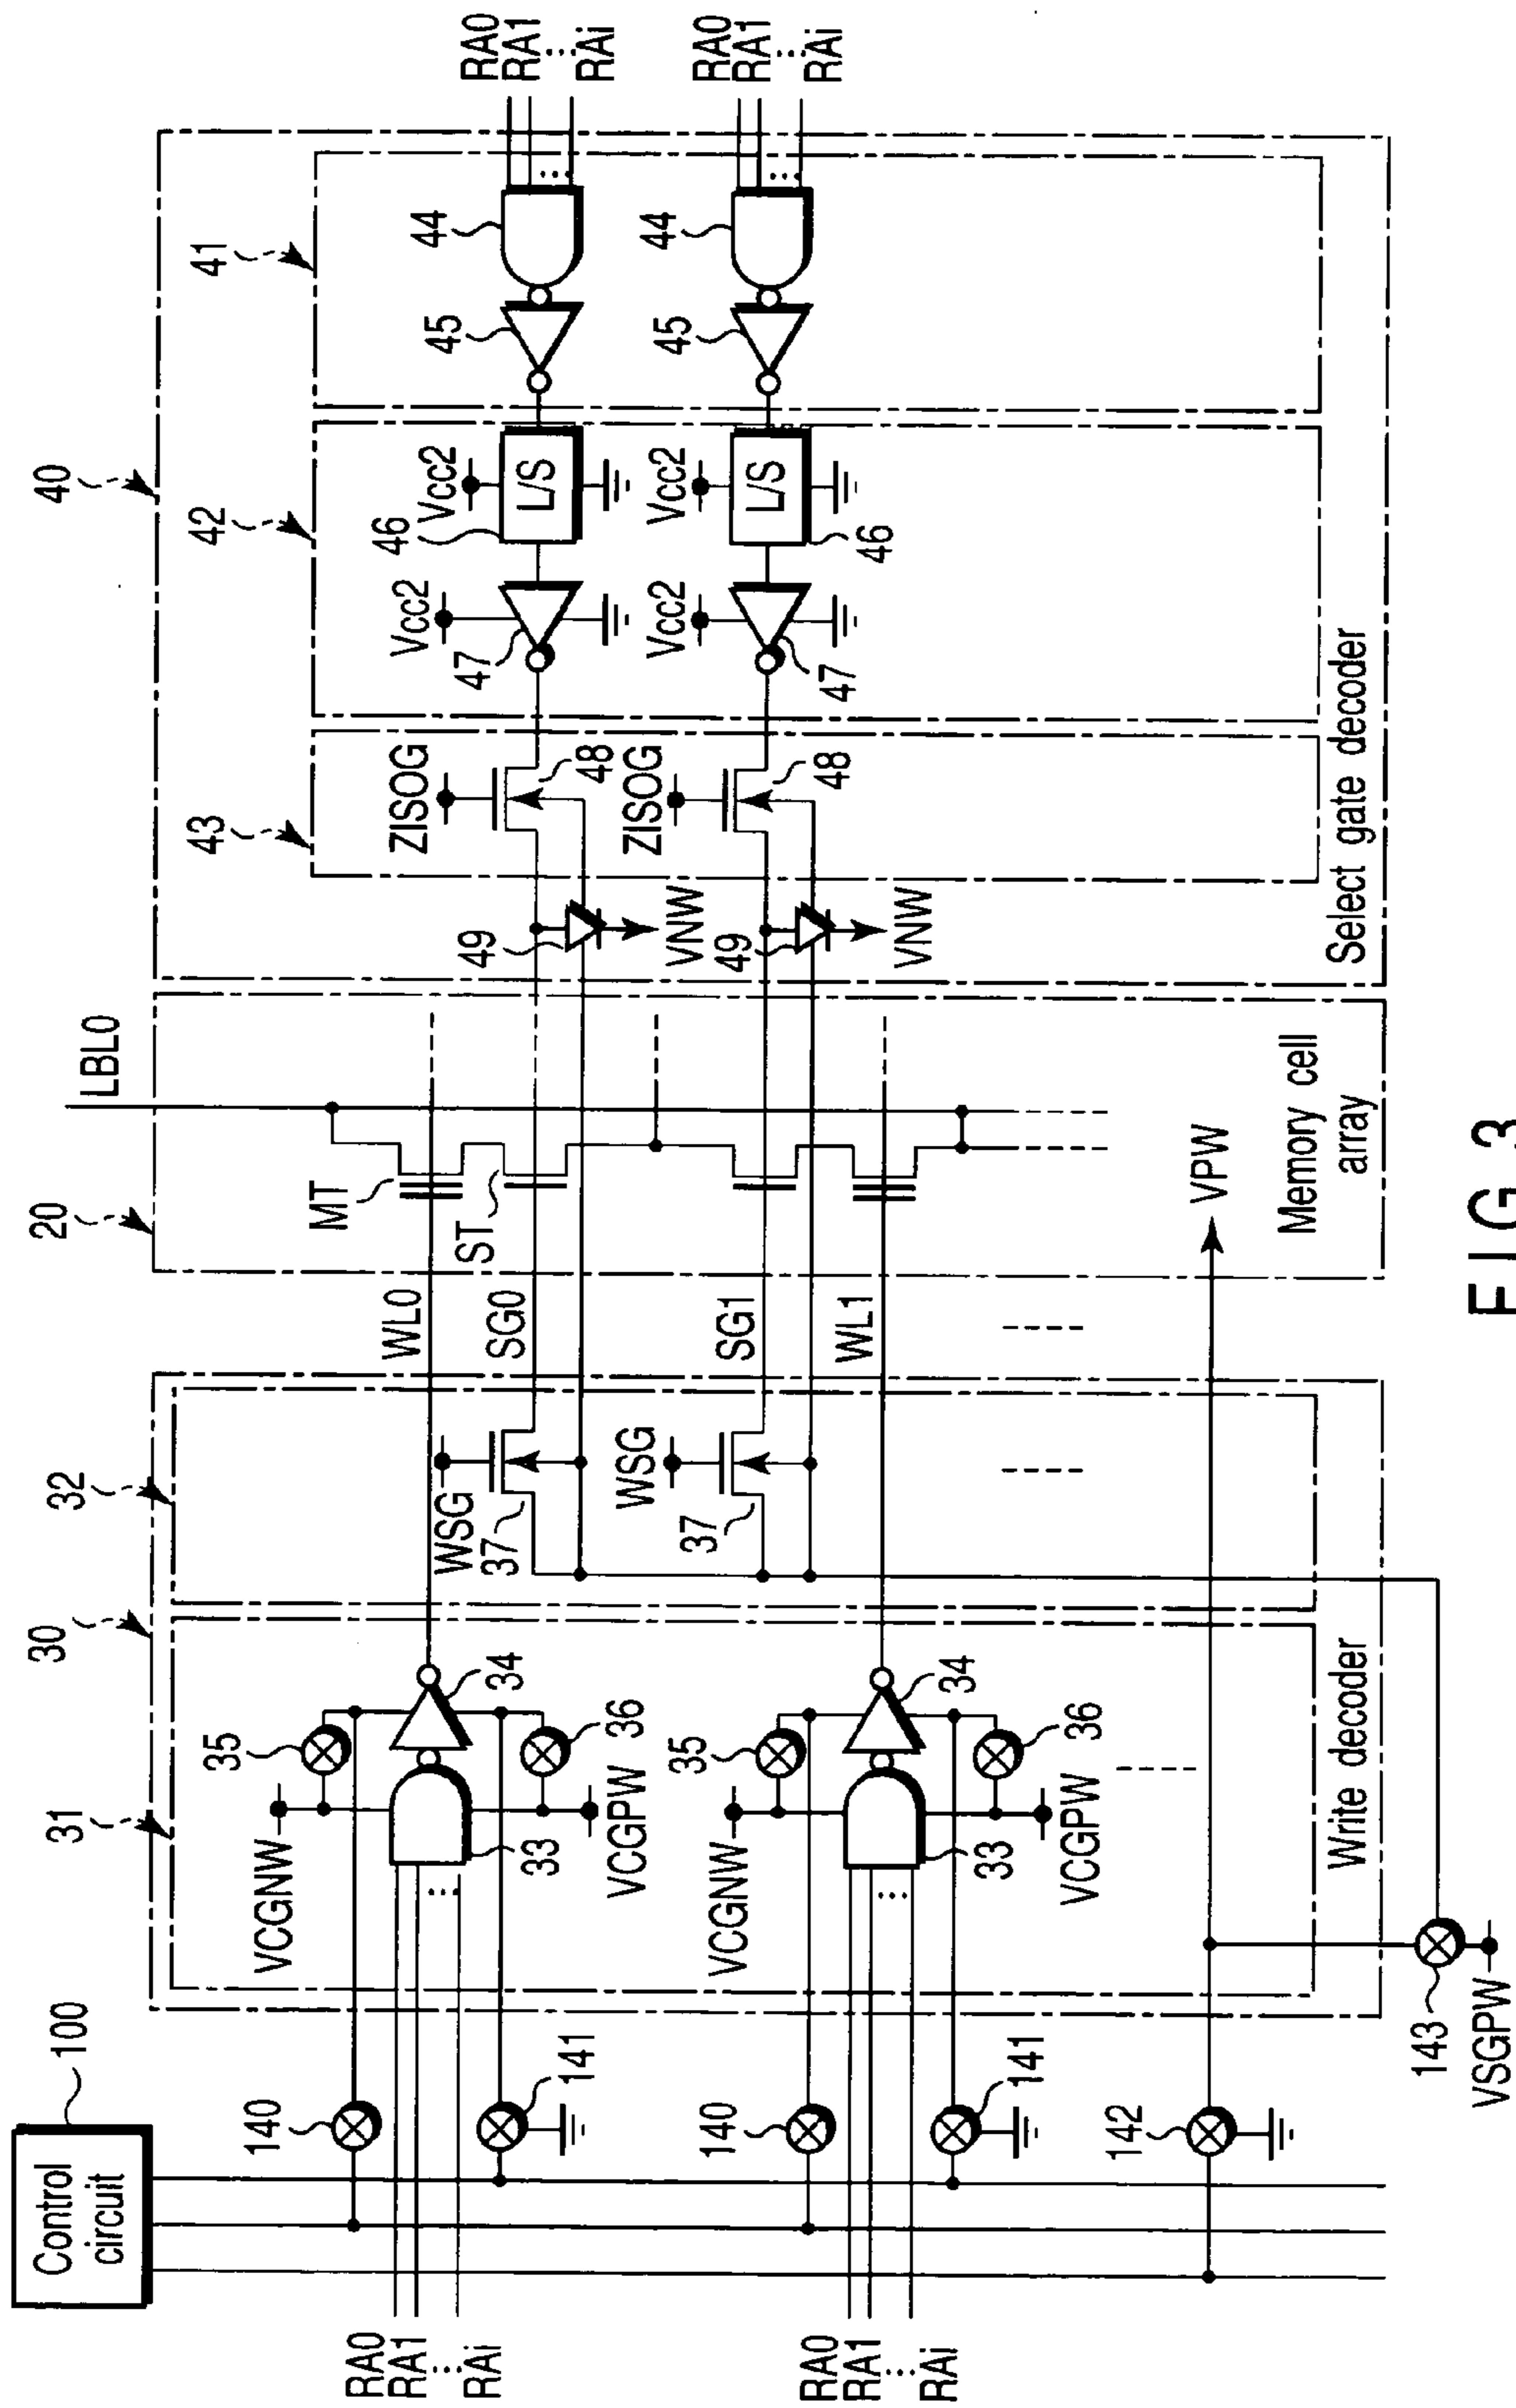 RA0
RA1
...
RAi
RA0
RA1
...
RAi
40
41
42
43
44
45
44
45
Vcc2
L/S
46
Vcc2
47
Vcc2
L/S
46
Vcc2
47
ZISOG
48
49
VNW
ZISOG
48
49
VNW
Select gate decoder
LBL0
20
MT
ST
VPW
Memory cell
array
WL0
SG0
SG1
WL1
30
32
WSG
37
WSG
37
31
35
34
VCGNW
33
36
VCGPW
35
34
VCGNW
33
36
VCGPW
Write decoder
100
Control
circuit
140
141
140
141
142
143
VSGPW
RA0
RA1
...
RAi
RA0
RA1
...
RAi
FIG. 3